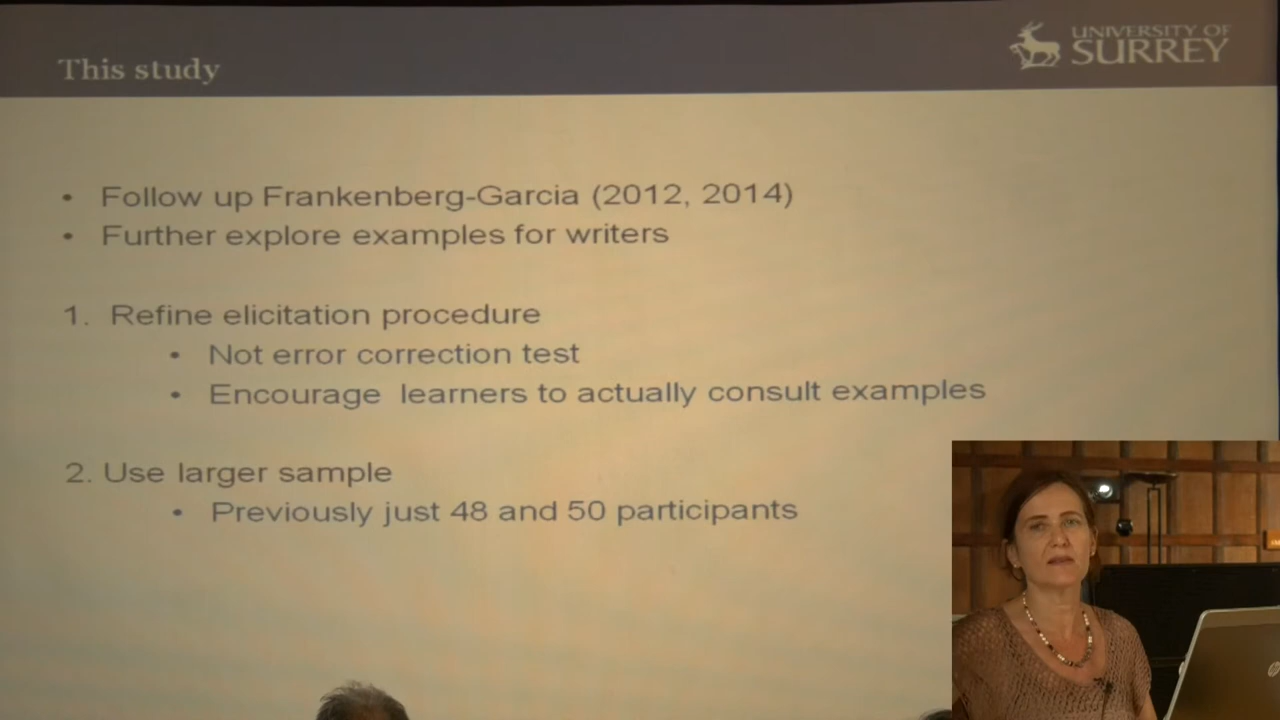 This study
UNIVERSITY OF
SURREY
• Follow up Frankenberg-Garcia (2012, 2014)
• Further explore examples for writers
1. Refine elicitation procedure
• Not error correction test
• Encourage learners to actually consult examples
2. Use larger sample
• Previously just 48 and 50 participants